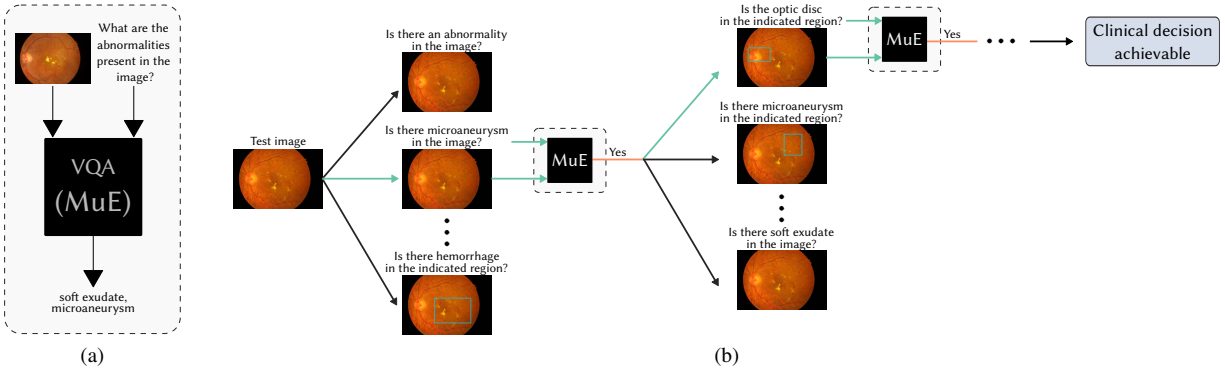 What are the
abnormalities
present in the
image?
VQA
(MuE)
soft exudate,
microaneurysm
(a)
Test image
Is there an abnormality
in the image?
Is there microaneurysm
in the image?
Is there hemorrhage
in the indicated region?
MuE
Yes
Is the optic disc
in the indicated region?
Is there microaneurysm
in the indicated region?
Is there soft exudate
in the image?
MuE
Yes
Clinical decision
achievable
(b)